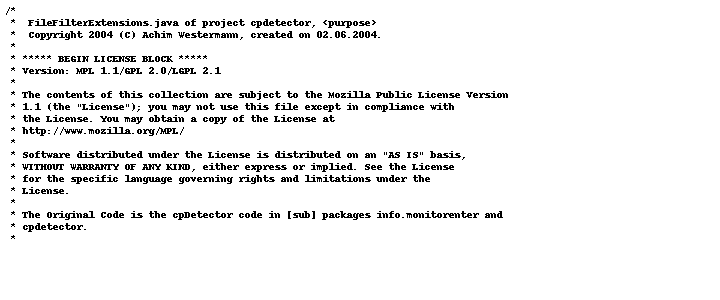 /*
 *  FileFilterExtensions.java of project cpdetector, <purpose>
 *  Copyright 2004 (C) Achim Westermann, created on 02.06.2004.
 *
 * ***** BEGIN LICENSE BLOCK *****
 * Version: MPL 1.1/GPL 2.0/LGPL 2.1
 *
 * The contents of this collection are subject to the Mozilla Public License Version
 * 1.1 (the "License"); you may not use this file except in compliance with
 * the License. You may obtain a copy of the License at
 * http://www.mozilla.org/MPL/
 *
 * Software distributed under the License is distributed on an "AS IS" basis,
 * WITHOUT WARRANTY OF ANY KIND, either express or implied. See the License
 * for the specific language governing rights and limitations under the
 * License.
 *
 * The Original Code is the cpDetector code in [sub] packages info.monitorenter and
 * cpdetector.
 *